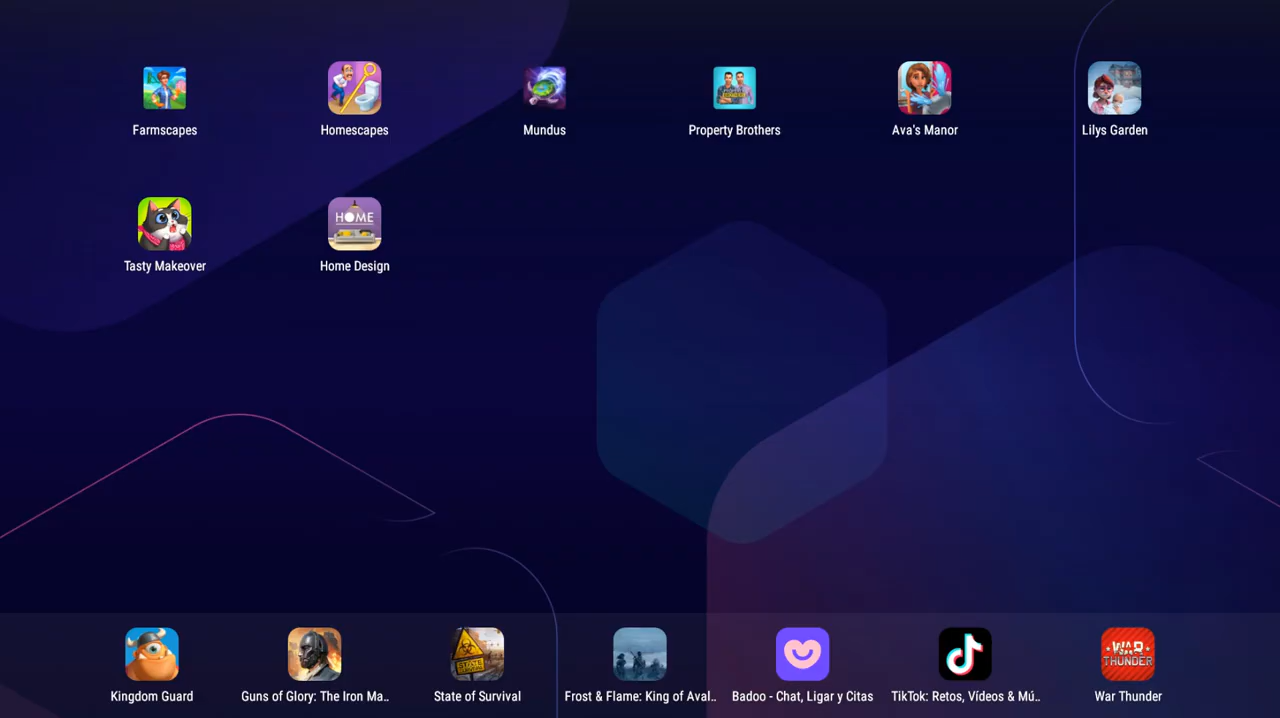 Farmscapes
Homescapes
Mundus
Property Brothers
Ava's Manor
Lilys Garden
HOME
Tasty Makeover
Home Design
STATE
WAR
THUNDER
Kingdom Guard
Guns of Glory: The Iron Ma..
State of Survival
Frost & Flame: King of Aval..
Badoo - Chat, Ligar y Citas
TikTok: Retos, Vídeos & Mú..
War Thunder